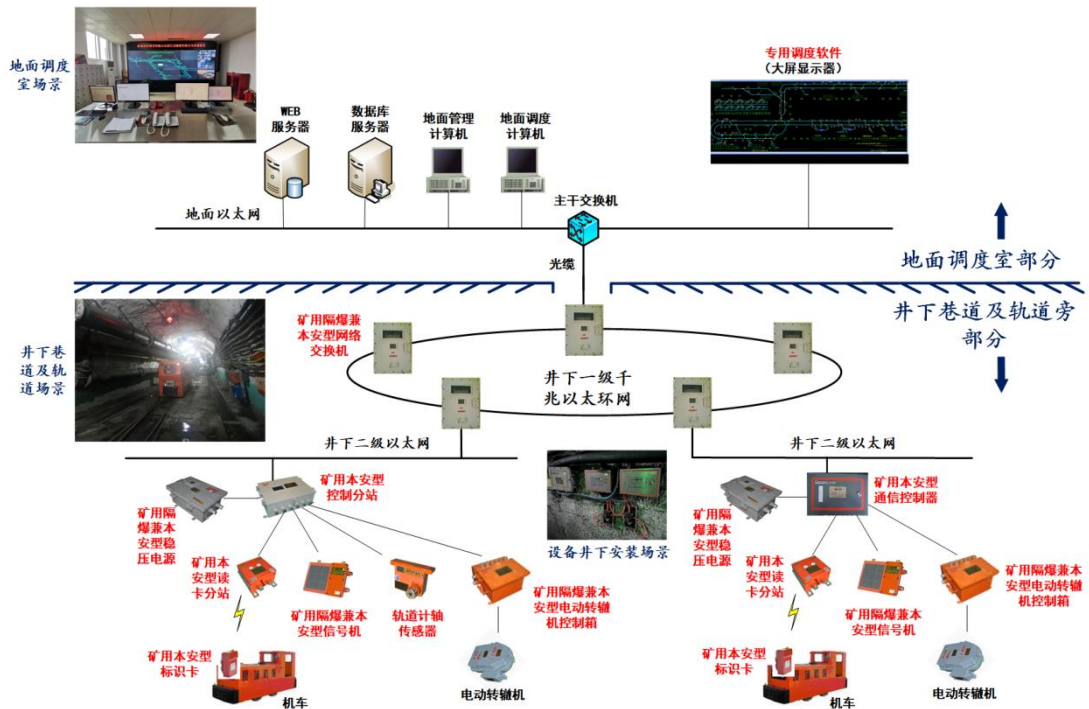 地面调度
室场景
专用调度软件
（大屏显示器）
WEB
服务器
数据库
服务器
地面管理
计算机
地面调度
计算机
主干交换机
地面以太网
光缆
地面调度室部分
井下巷道及轨道旁
部分
矿用隔爆兼
本安型网络
交换机
井下巷
道及轨
道场景
井下一级千
兆以太环网
井下二级以太网
井下二级以太网
矿用本安型
控制分站
矿用隔
爆兼本
安型稳
压电源
矿用本
安型读
卡分站
矿用隔爆兼本
安型信号机
轨道计轴
传感器
矿用隔爆兼本
安型电动转辙
机控制箱
设备井下安装场景
矿用本安型
通信控制器
矿用隔
爆兼本
安型稳
压电源
矿用本
安型读
卡分站
矿用隔爆兼本
安型信号机
矿用隔爆兼本
安型电动转辙
机控制箱
矿用本安型
标识卡
机车
电动转辙机
矿用本安型
标识卡
机车
电动转辙机